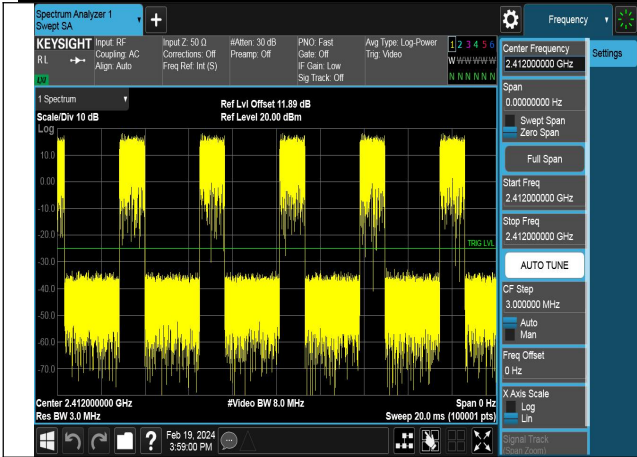 Spectrum Analyzer 1
Swept SA
Frequency
KEYSIGHT
RL
Input: RF
Coupling: AC
Align: Auto
Input Z: 50 Ω
Corrections: Off
Freq Ref: Int (S)
#Atten: 30 dB
Preamp: Off
PNO: Fast
Gate: Off
IF Gain: Low
Sig Track: Off
Avg Type: Log-Power
Trig: Video
1 2 3 4 5 6
W W W W W W
N N N N N N
Center Frequency
2.412000000 GHz
Settings
Span
0.00000000 Hz
Swept Span
Zero Span
Full Span
Start Freq
2.412000000 GHz
Stop Freq
2.412000000 GHz
AUTO TUNE
CF Step
3.000000 MHz
Auto
Man
Freq Offset
0 Hz
X Axis Scale
Log
Lin
Signal Track
(Span Zoom)
1 Spectrum
Scale/Div 10 dB
Ref Lvl Offset 11.89 dB
Ref Level 20.00 dBm
Log
10.0
0.00
-10.0
-20.0
TRIG LVL
-30.0
-40.0
-50.0
-60.0
-70.0
Center 2.412000000 GHz
Res BW 3.0 MHz
#Video BW 8.0 MHz
Span 0 Hz
Sweep 20.0 ms (100001 pts)
?
Feb 19, 2024
3:59:00 PM